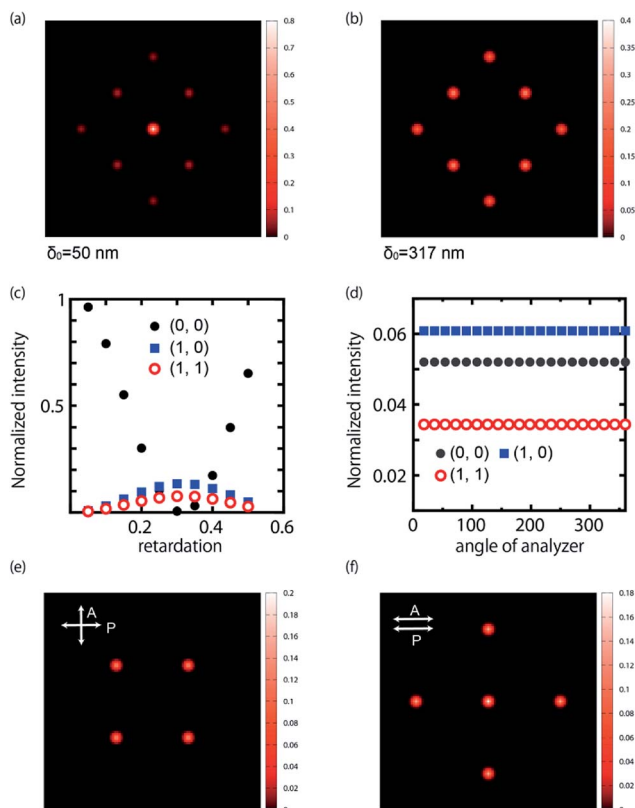 (a)
0.8
0.7
0.6
0.5
0.4
0.3
0.2
0.1
0
δ₀=50 nm
(b)
0.4
0.35
0.3
0.25
0.2
0.15
0.1
0.05
0
δ₀=317 nm
(c)
Normalized intensity
1
0.5
(0, 0)
(1, 0)
(1, 1)
0.2
0.4
0.6
retardation
(d)
Normalized intensity
0.06
0.04
0.02
(0, 0) (1, 0)
(1, 1)
0 100 200 300
angle of analyzer
(e)
A
P
0.2
0.18
0.16
0.14
0.12
0.1
0.08
0.06
0.04
0.02
0
(f)
A
P
0.18
0.16
0.14
0.12
0.1
0.08
0.06
0.04
0.02
0